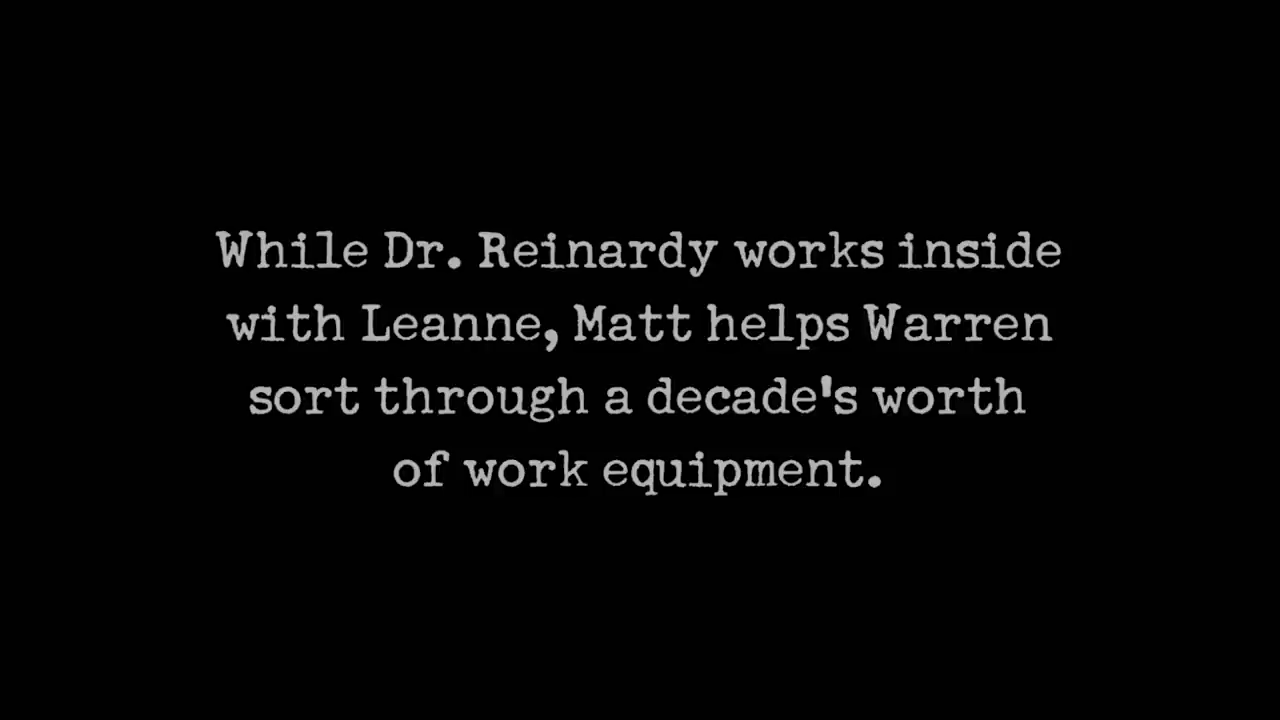 While Dr. Reinardy works inside
with Leanne, Matt helps Warren
sort through a decade's worth
of work equipment.